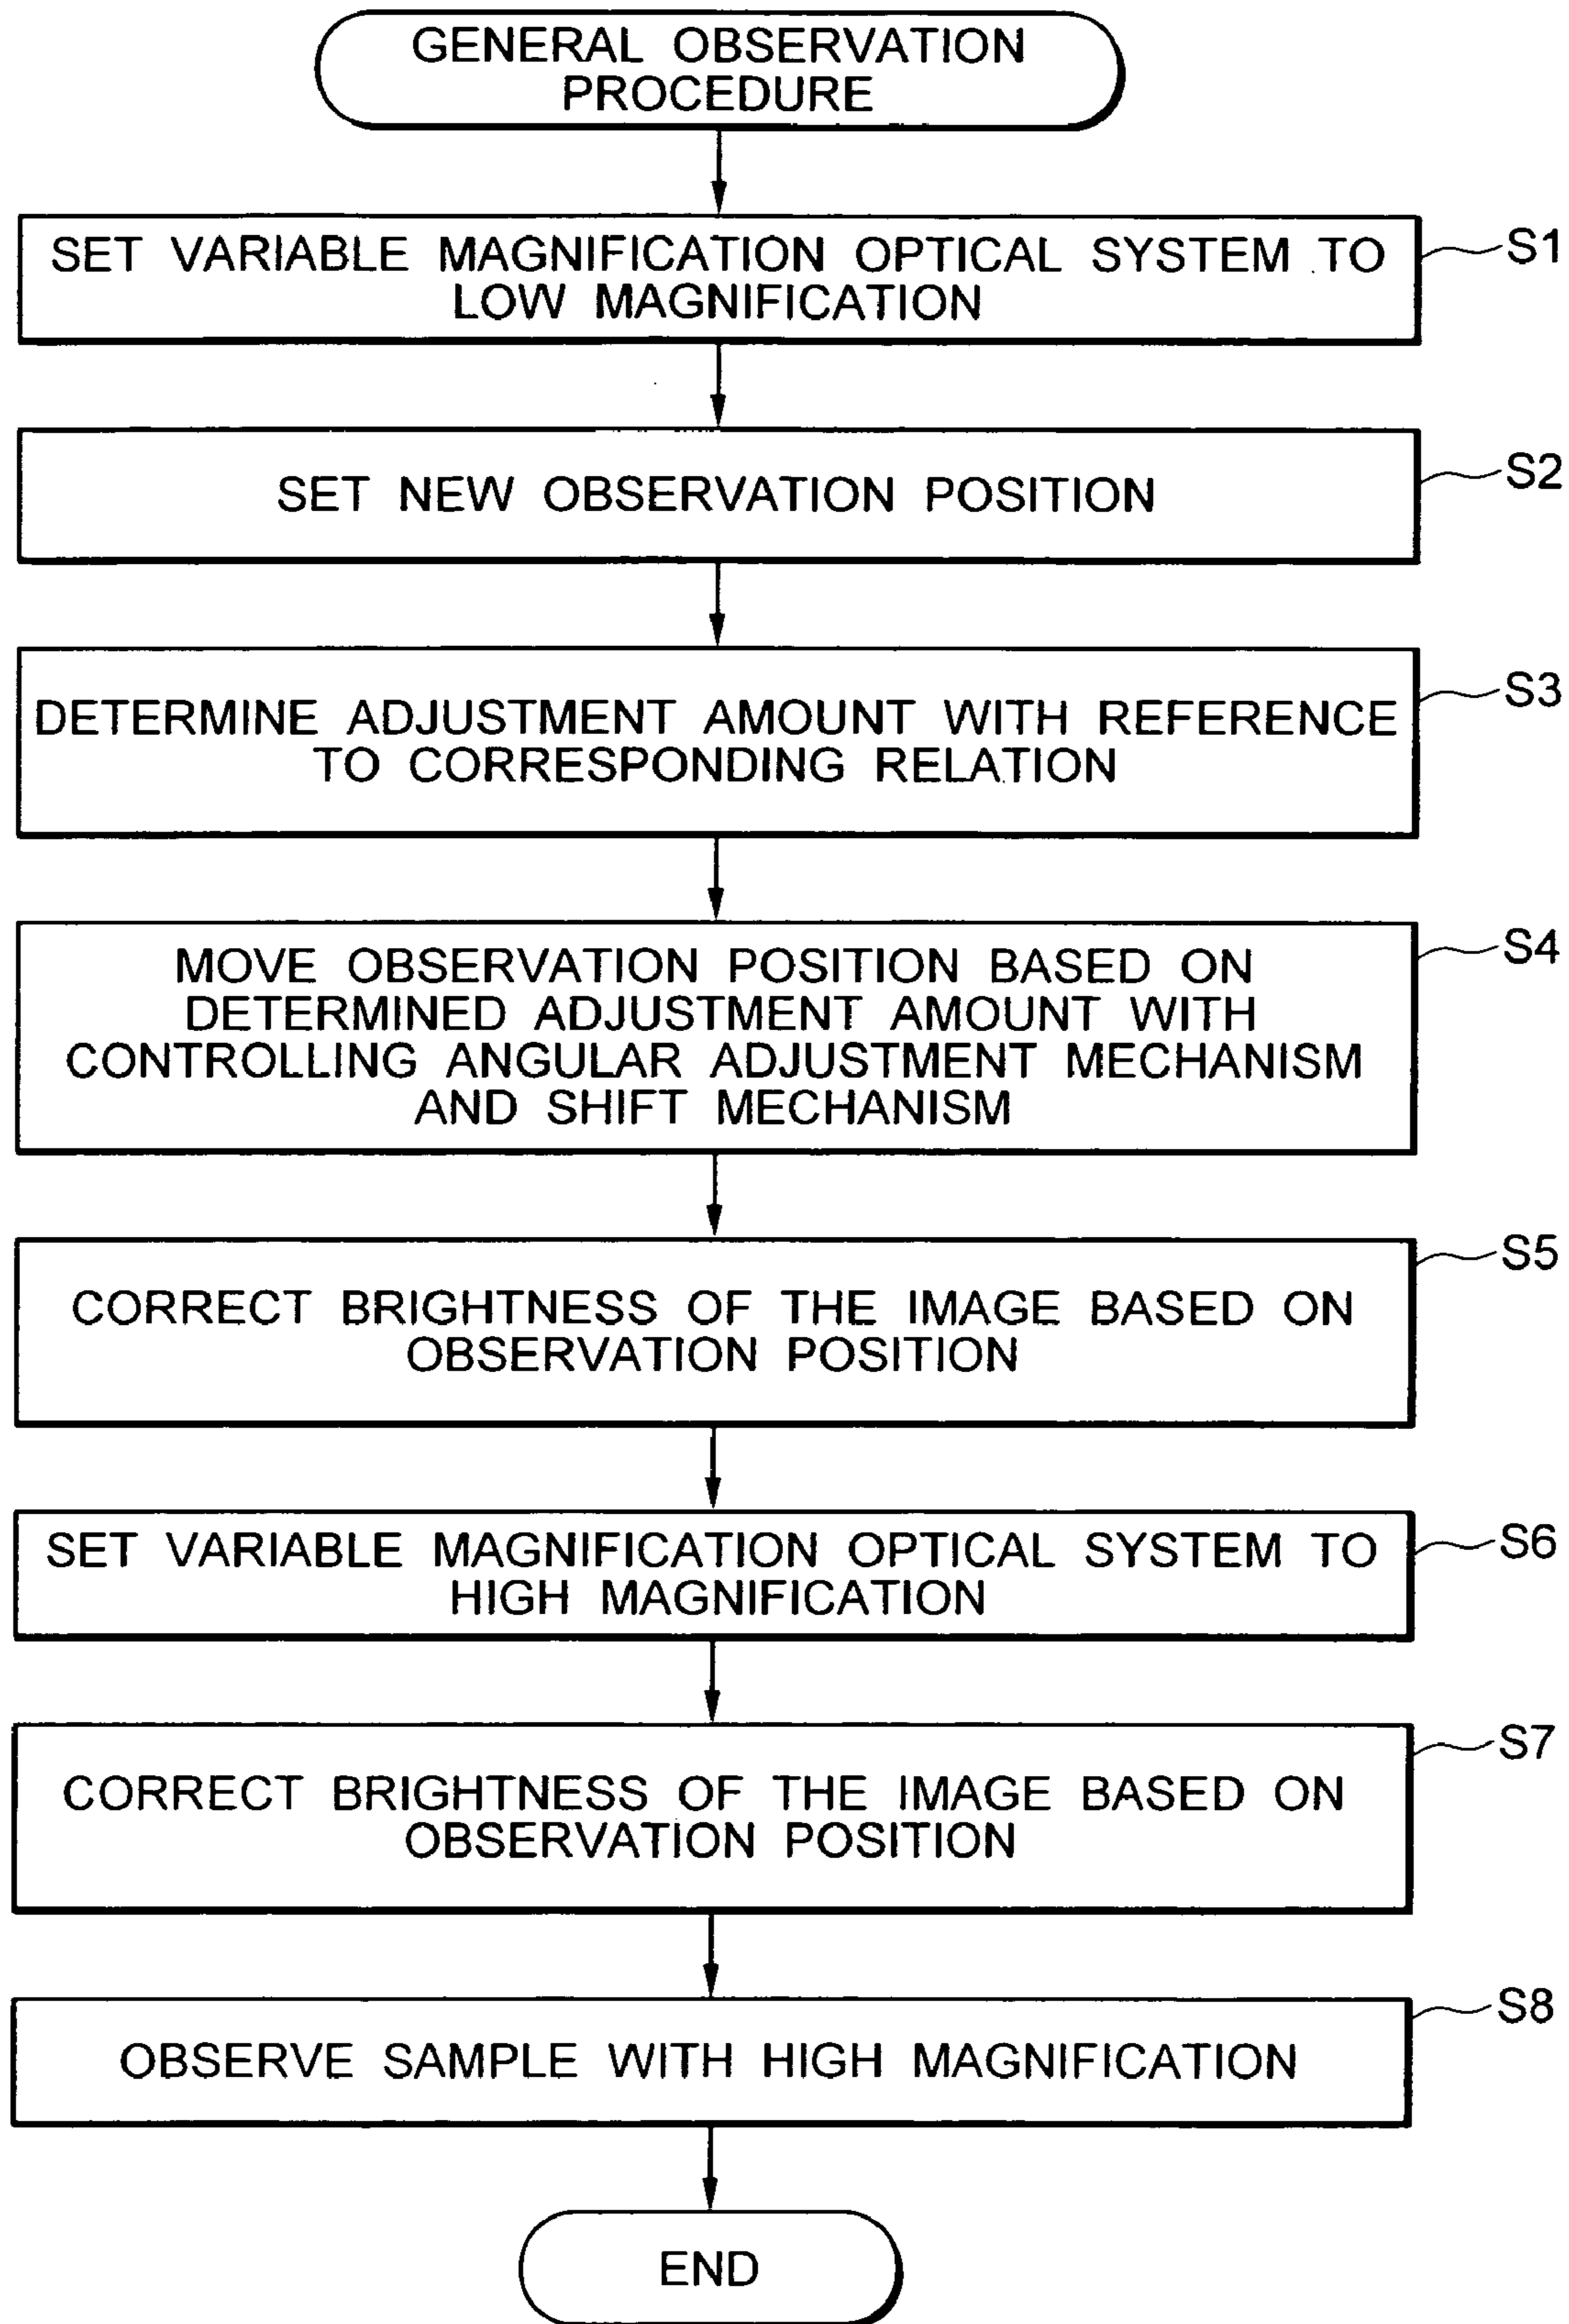 GENERAL OBSERVATION
PROCEDURE
SET VARIABLE MAGNIFICATION OPTICAL SYSTEM TO
LOW MAGNIFICATION
S1
SET NEW OBSERVATION POSITION
S2
DETERMINE ADJUSTMENT AMOUNT WITH REFERENCE
TO CORRESPONDING RELATION
S3
MOVE OBSERVATION POSITION BASED ON
DETERMINED ADJUSTMENT AMOUNT WITH
CONTROLLING ANGULAR ADJUSTMENT MECHANISM
AND SHIFT MECHANISM
S4
CORRECT BRIGHTNESS OF THE IMAGE BASED ON
OBSERVATION POSITION
S5
SET VARIABLE MAGNIFICATION OPTICAL SYSTEM TO
HIGH MAGNIFICATION
S6
CORRECT BRIGHTNESS OF THE IMAGE BASED ON
OBSERVATION POSITION
S7
OBSERVE SAMPLE WITH HIGH MAGNIFICATION
S8
END